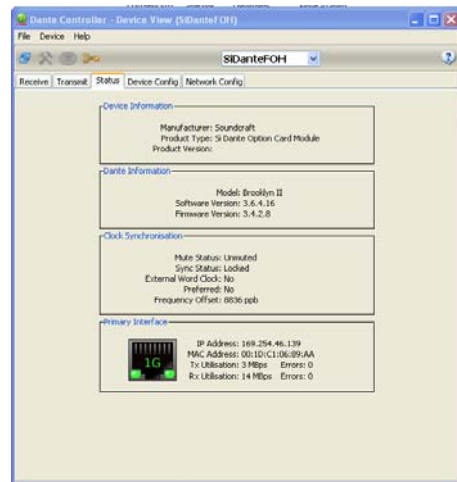 Dante Controller - Device View (SiDanteFOH)
File Device Help
SiDanteFOH
Receive Transmit Status Device Config Network Config
Device Information
Manufacturer: Soundcraft
Product Type: Si Dante Option Card Module
Product Version:
Dante Information
Model: Brooklyn II
Software Version: 3.6.4.16
Firmware Version: 3.4.2.8
Clock Synchronisation
Mute Status: Unmuted
Sync Status: Locked
External Word Clock: No
Preferred: No
Frequency Offset: 8836 ppb
Primary Interface
1G
IP Address: 169.254.46.139
MAC Address: 00:1D:C1:06:89:AA
Tx Utilisation: 3 MBps Errors: 0
Rx Utilisation: 14 MBps Errors: 0